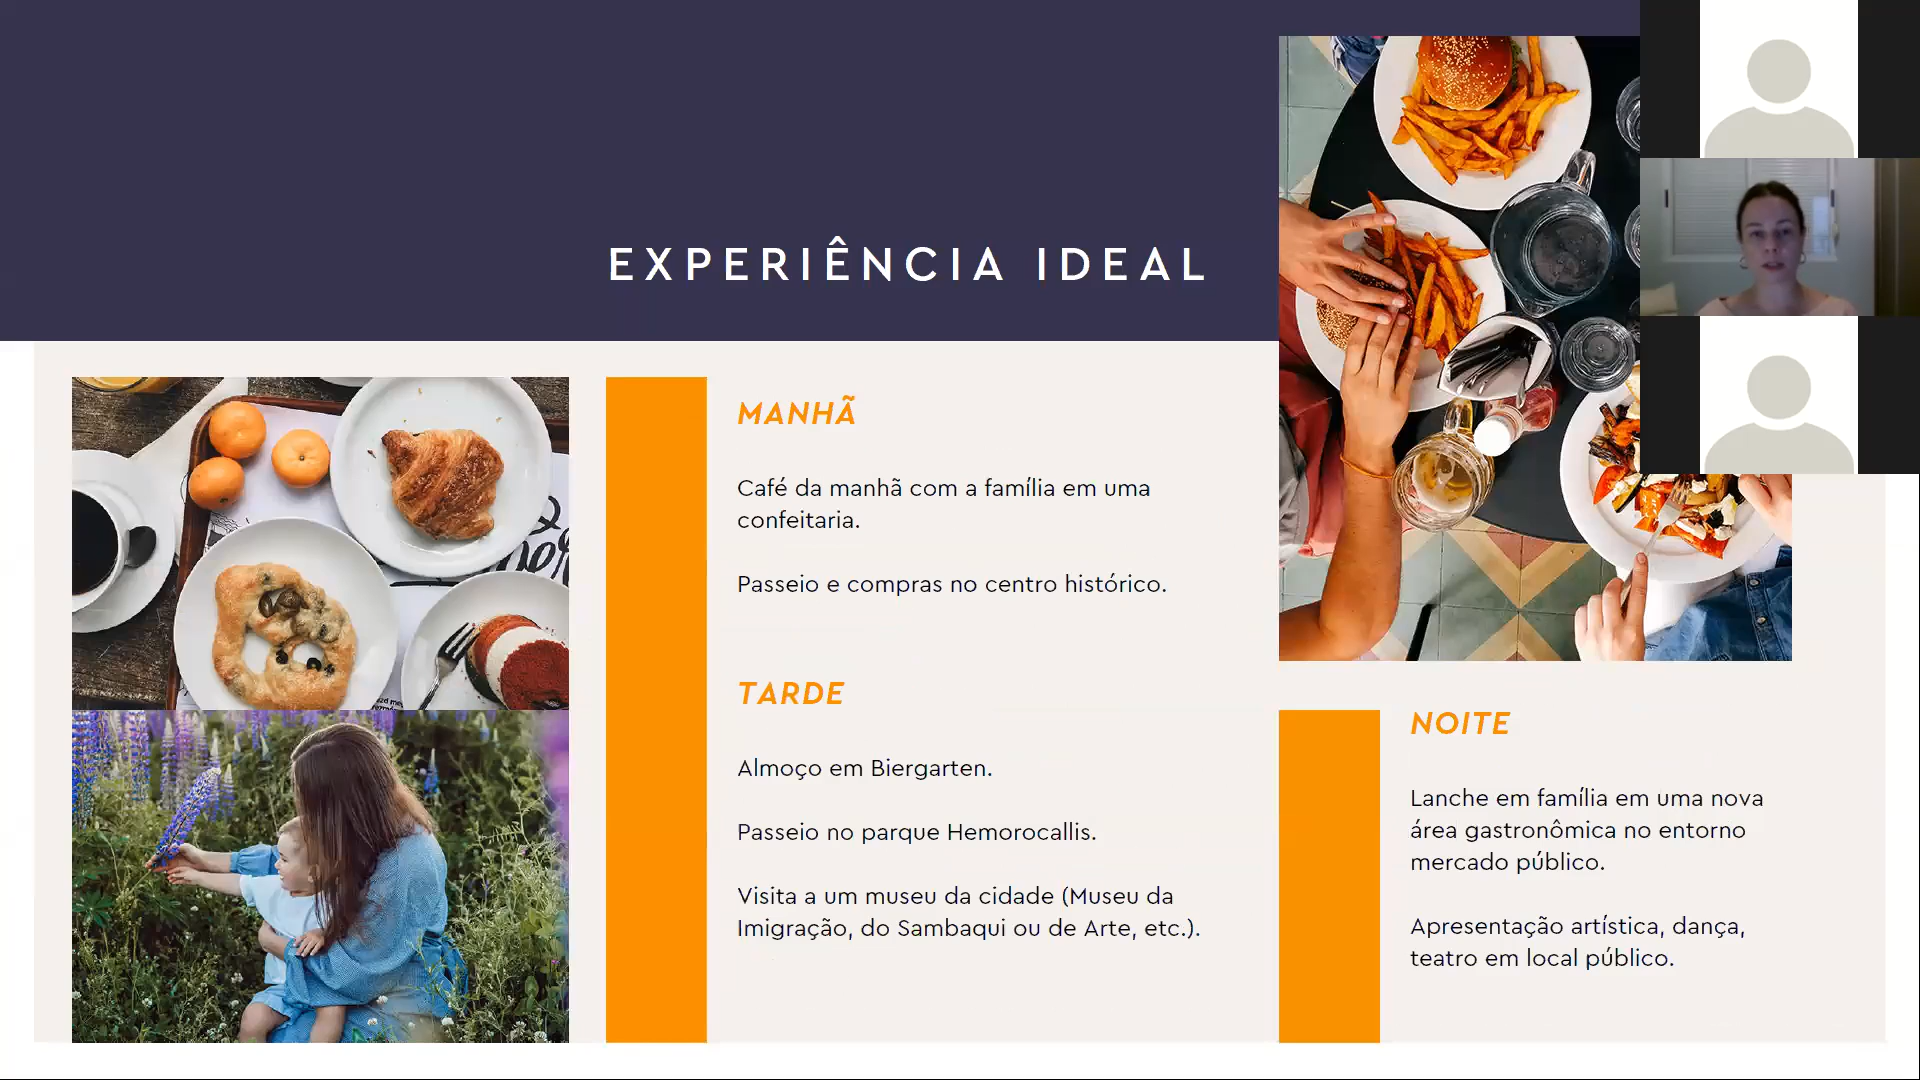 EXPERIÊNCIA IDEAL
MANHÃ
Café da manhã com a família em uma
confeitaria.
Passeio e compras no centro histórico.
TARDE
Almoço em Biergarten.
Passeio no parque Hemorocallis.
Visita a um museu da cidade (Museu da
Imigração, do Sambaqui ou de Arte, etc.).
NOITE
Lanche em família em uma nova
área gastronômica no entorno
mercado público.
Apresentação artística, dança,
teatro em local público.